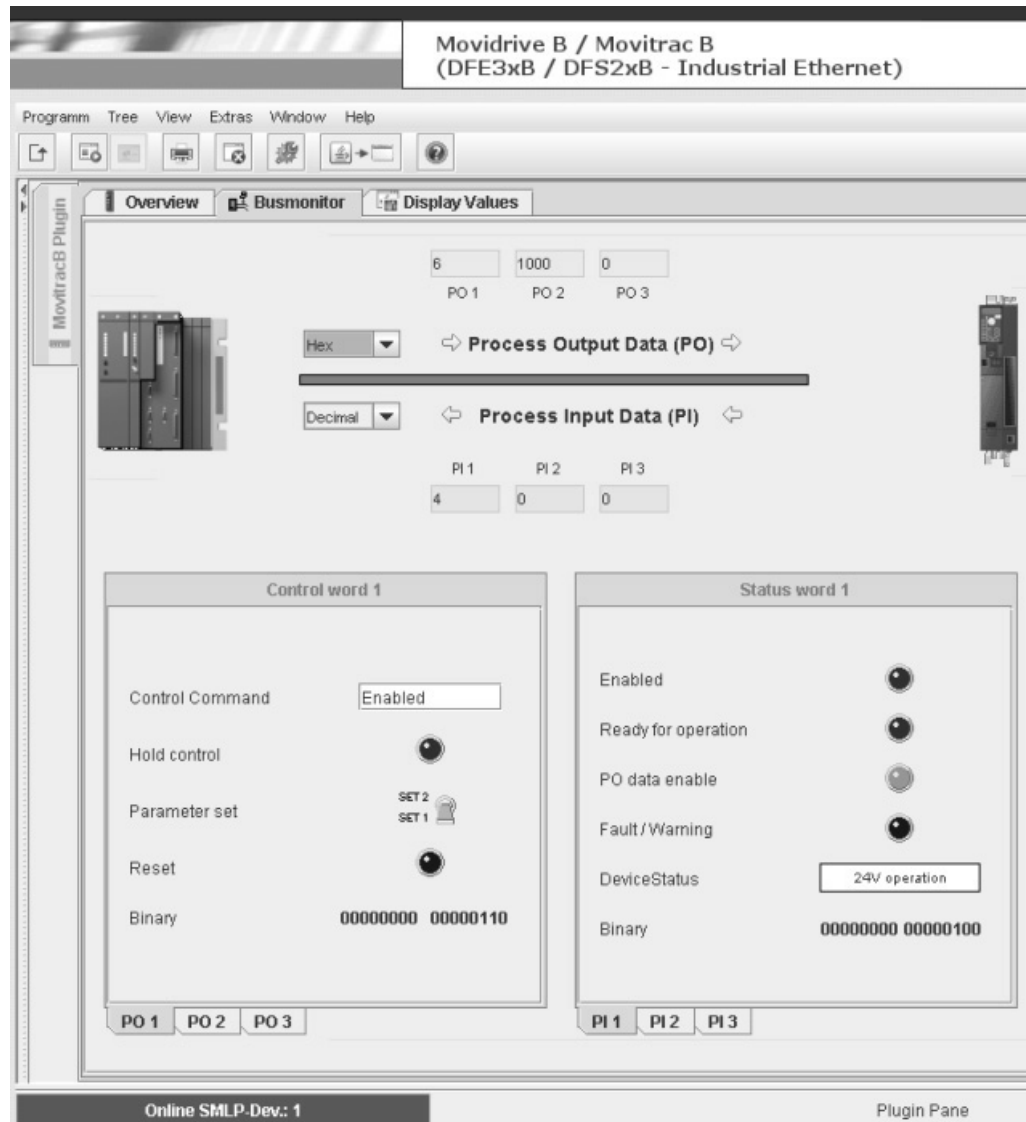 Movidrive B / Movitrac B
(DFE3xB / DFS2xB - Industrial Ethernet)
Programm Tree View Extras Window Help
MovitracB Plugin
Overview Busmonitor Display Values
6 1000 0
PO 1 PO 2 PO 3
Hex Process Output Data (PO)
Decimal Process Input Data (PI)
PI 1 PI 2 PI 3
4 0 0
Control word 1
Control Command Enabled
Hold control
Parameter set SET 2
SET 1
Reset
Binary 00000000 00000110
PO 1 PO 2 PO 3
Status word 1
Enabled
Ready for operation
PO data enable
Fault / Warning
DeviceStatus 24V operation
Binary 00000000 00000100
PI 1 PI 2 PI 3
Online SMLP-Dev.: 1 Plugin Pane